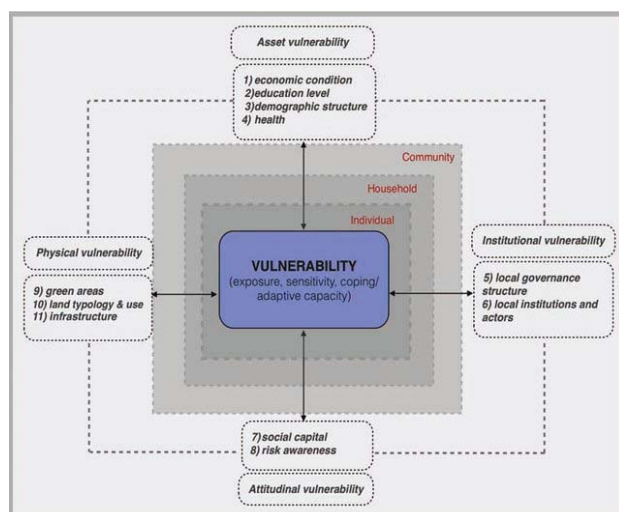 Asset vulnerability
1) economic condition
2)education level
3)demographic structure
4) health
Community
Household
Individual
Physical vulnerability
9) green areas
10) land typology & use
11) infrastructure
VULNERABILITY
(exposure, sensitivity, coping/
adaptive capacity)
Institutional vulnerability
5) local governance
structure
6) local institutions and
actors
7)social capital
8) risk awareness
Attitudinal vulnerability